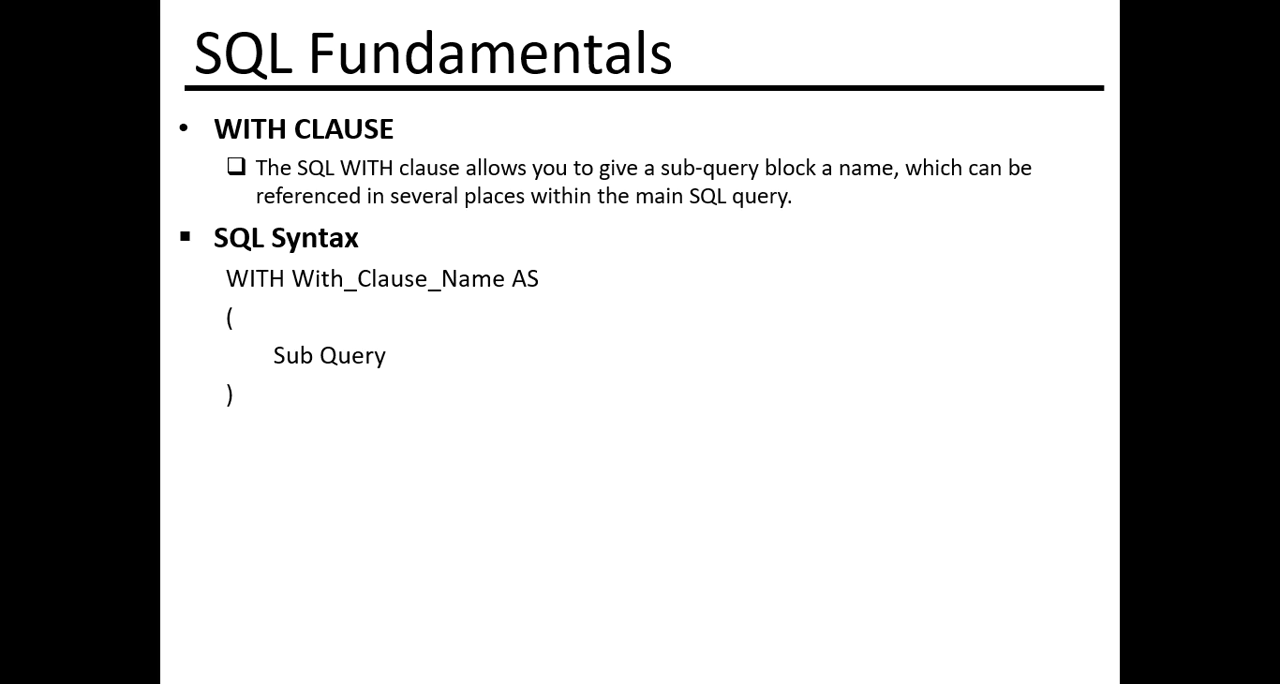 SQL Fundamentals
• WITH CLAUSE
❑ The SQL WITH clause allows you to give a sub-query block a name, which can be
referenced in several places within the main SQL query.
▪ SQL Syntax
WITH With_Clause_Name AS
(
Sub Query
)